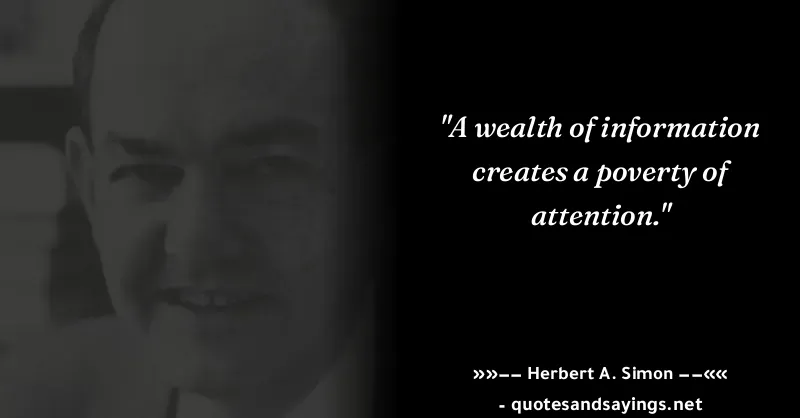 "A wealth of information
creates a poverty of
attention."
»»−− Herbert A. Simon −−««
- quotesandsayings.net